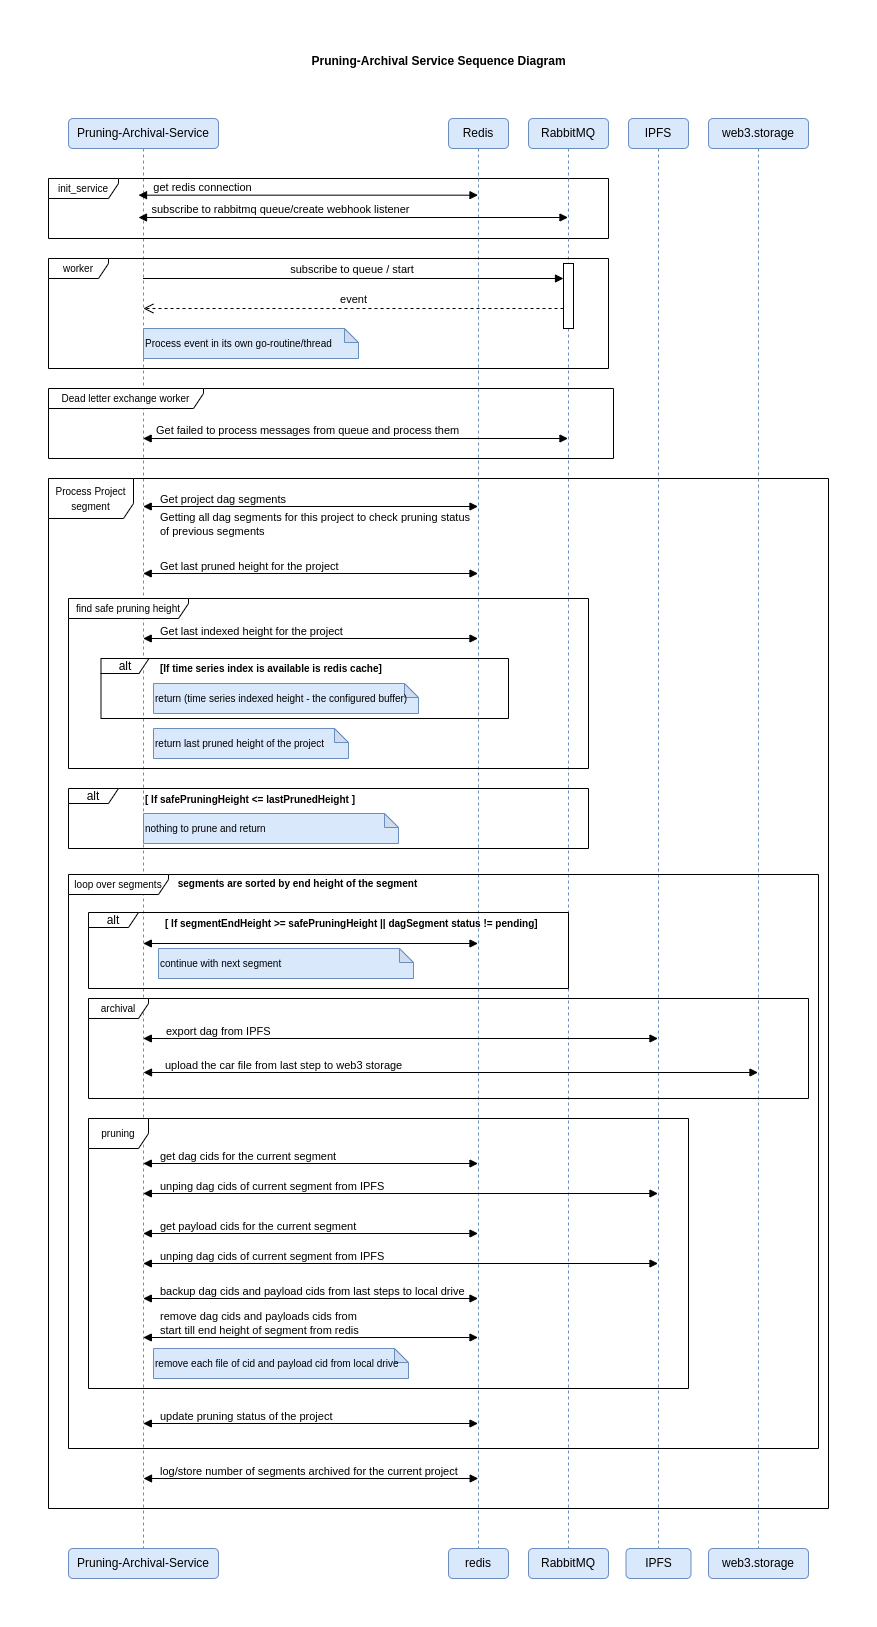 Pruning-Archival Service Sequence Diagram
Pruning-Archival-Service
Redis
RabbitMQ
IPFS
web3.storage
init_service
get redis connection
subscribe to rabbitmq queue/create webhook listener
worker
subscribe to queue / start
event
Process event in its own go-routine/thread
Dead letter exchange worker
Get failed to process messages from queue and process them
Process Project
segment
Get project dag segments
Getting all dag segments for this project to check pruning status
of previous segments
Get last pruned height for the project
find safe pruning height
Get last indexed height for the project
alt
[If time series index is available is redis cache]
return (time series indexed height - the configured buffer)
return last pruned height of the project
alt
[ If safePruningHeight <= lastPrunedHeight ]
nothing to prune and return
loop over segments
segments are sorted by end height of the segment
alt
[ If segmentEndHeight >= safePruningHeight || dagSegment status != pending]
continue with next segment
archival
export dag from IPFS
upload the car file from last step to web3 storage
pruning
get dag cids for the current segment
unping dag cids of current segment from IPFS
get payload cids for the current segment
unping dag cids of current segment from IPFS
backup dag cids and payload cids from last steps to local drive
remove dag cids and payloads cids from
start till end height of segment from redis
remove each file of cid and payload cid from local drive
update pruning status of the project
log/store number of segments archived for the current project
Pruning-Archival-Service
redis
RabbitMQ
IPFS
web3.storage